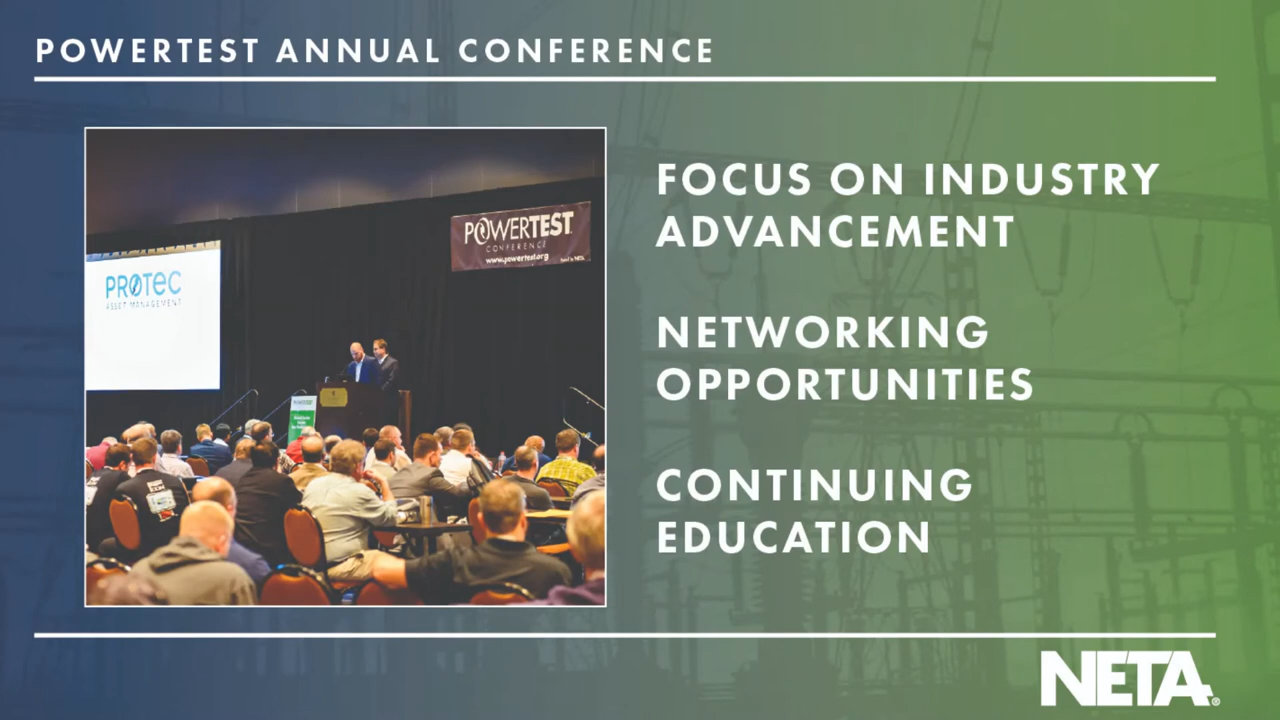 POWERTEST ANNUAL CONFERENCE
PROTEC
ASSET MANAGEMENT
POWERTEST
CONFERENCE
www.powertest.org
FOCUS ON INDUSTRY
ADVANCEMENT
NETWORKING
OPPORTUNITIES
CONTINUING
EDUCATION
NETA®